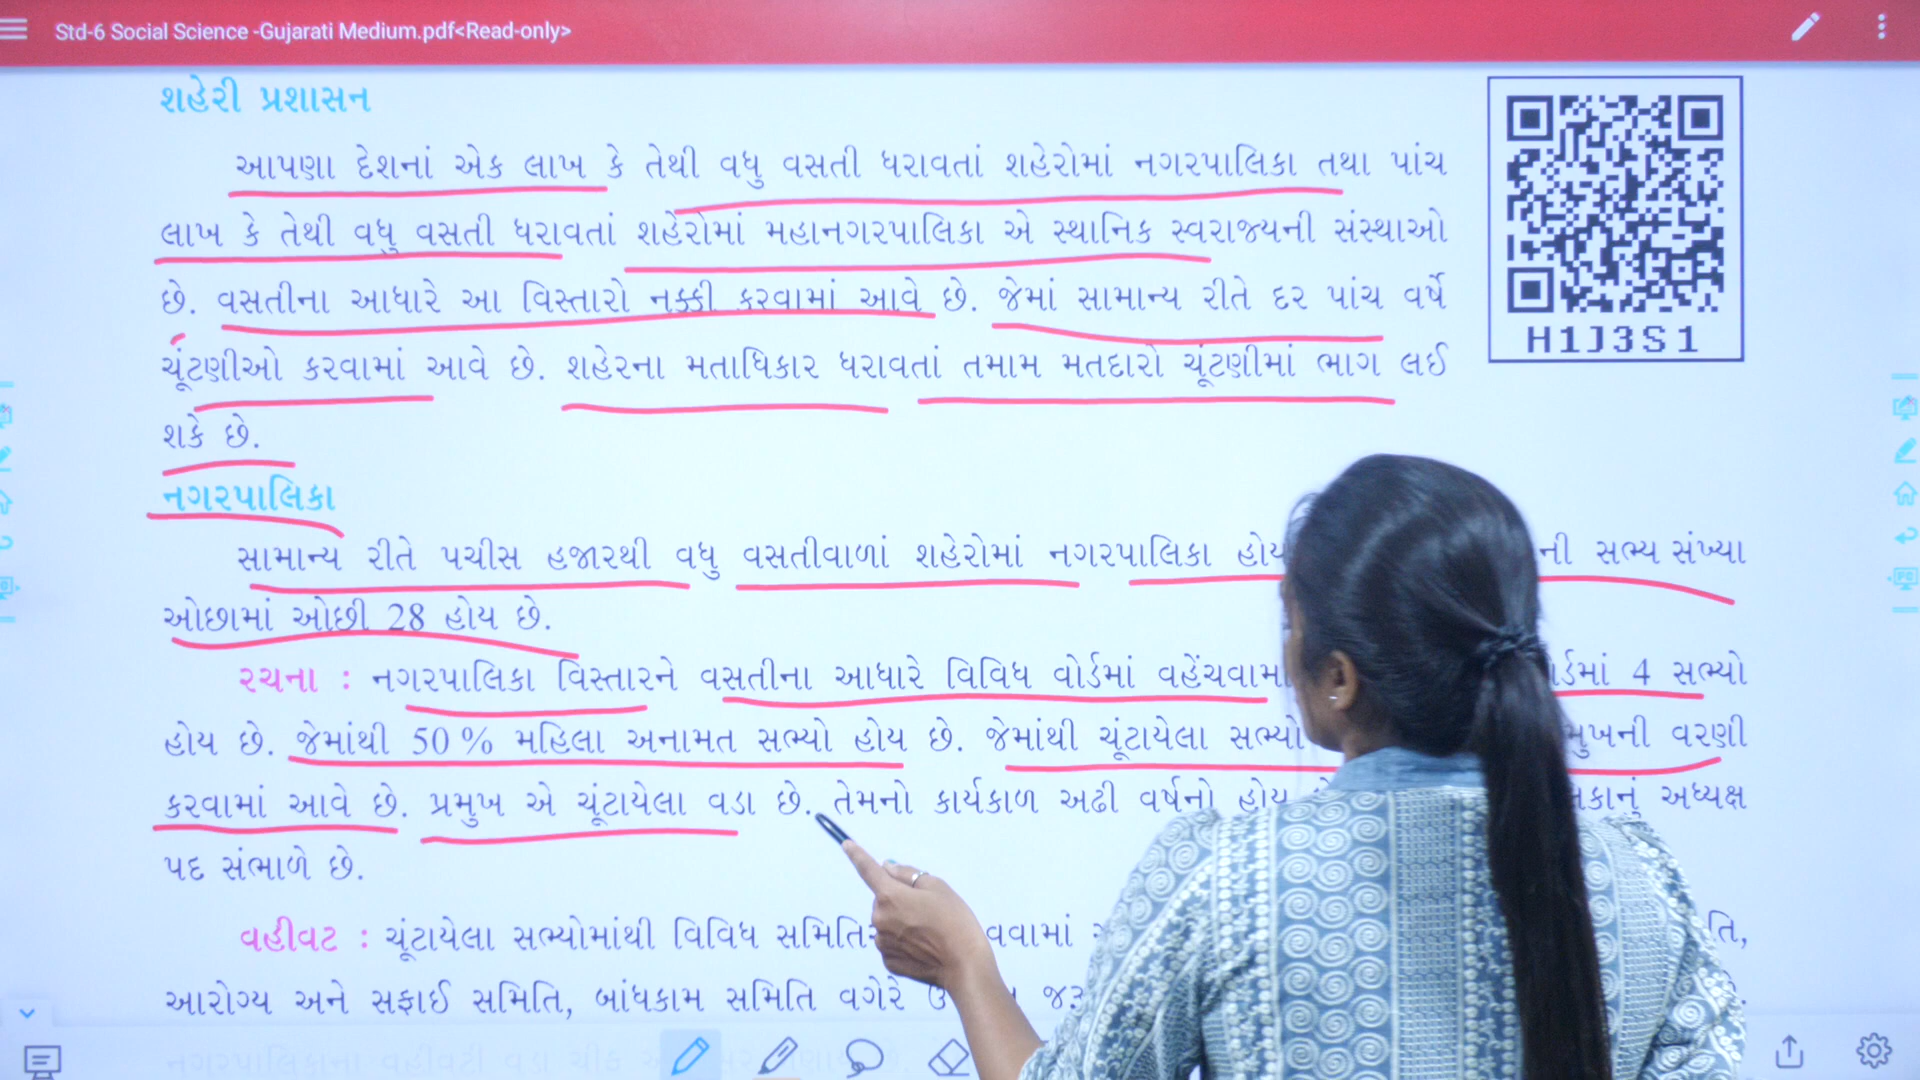 Std-6 Social Science -Gujarati Medium.pdf<Read-only>
શહેરી પ્રશાસન
આપણા દેશનાં એક લાખ કે તેથી વધુ વસતી ધરાવતાં શહેરોમાં નગરપાલિકા તથા પાંચ
લાખ કે તેથી વધુ વસતી ધરાવતાં શહેરોમાં મહાનગરપાલિકા એ સ્થાનિક સ્વરાજ્યની સંસ્થાઓ
છે. વસતીના આધારે આ વિસ્તારો નક્કી કરવામાં આવે છે. જેમાં સામાન્ય રીતે દર પાંચ વર્ષે
ચૂંટણીઓ કરવામાં આવે છે. શહેરના મતાધિકાર ધરાવતાં તમામ મતદારો ચૂંટણીમાં ભાગ લઈ
શકે છે.
H1J3S1
નગરપાલિકા
સામાન્ય રીતે પચીસ હજારથી વધુ વસતીવાળાં શહેરોમાં નગરપાલિકા હોય ની સભ્ય સંખ્યા
ઓછામાં ઓછી 28 હોય છે.
રચના : નગરપાલિકા વિસ્તારને વસતીના આધારે વિવિધ વોર્ડમાં વહેંચવામાં 4 સભ્યો
હોય છે. જેમાંથી 50 % મહિલા અનામત સભ્યો હોય છે. જેમાંથી ચૂંટાયેલા સભ્યો વરણી
કરવામાં આવે છે. પ્રમુખ એ ચૂંટાયેલા વડા છે. તેમનો કાર્યકાળ અઢી વર્ષનો હોય અધ્યક્ષ
પદ સંભાળે છે.
વહીવટ : ચૂંટાયેલા સભ્યોમાંથી વિવિધ
આરોગ્ય અને સફાઈ સમિતિ, બાંધકામ સમિતિ વગેરે